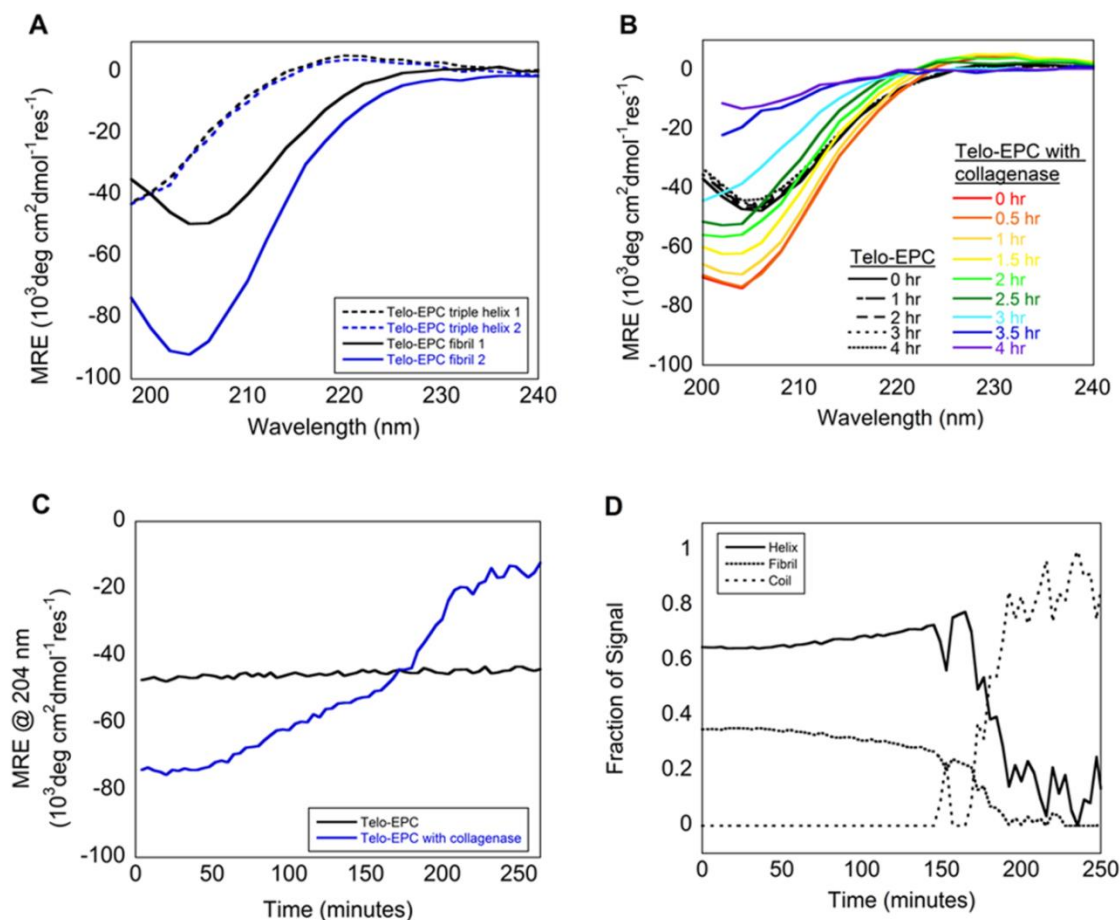 A
MRE (10³deg cm²dmol⁻¹res⁻¹)
0
-20
-40
-60
-80
-100
200
210
220
230
240
Wavelength (nm)
Telo-EPC triple helix 1
Telo-EPC triple helix 2
Telo-EPC fibril 1
Telo-EPC fibril 2
B
MRE (10³deg cm²dmol⁻¹res⁻¹)
0
-20
-40
-60
-80
-100
200
210
220
230
240
Wavelength (nm)
Telo-EPC
0 hr
1 hr
2 hr
3 hr
4 hr
Telo-EPC with
collagenase
0 hr
0.5 hr
1 hr
1.5 hr
2 hr
2.5 hr
3 hr
3.5 hr
4 hr
C
MRE @ 204 nm
(10³deg cm²dmol⁻¹res⁻¹)
0
-20
-40
-60
-80
-100
0
50
100
150
200
250
Time (minutes)
Telo-EPC
Telo-EPC with collagenase
D
Fraction of Signal
1
0.8
0.6
0.4
0.2
0
0
50
100
150
200
250
Time (minutes)
Helix
Fibril
Coil